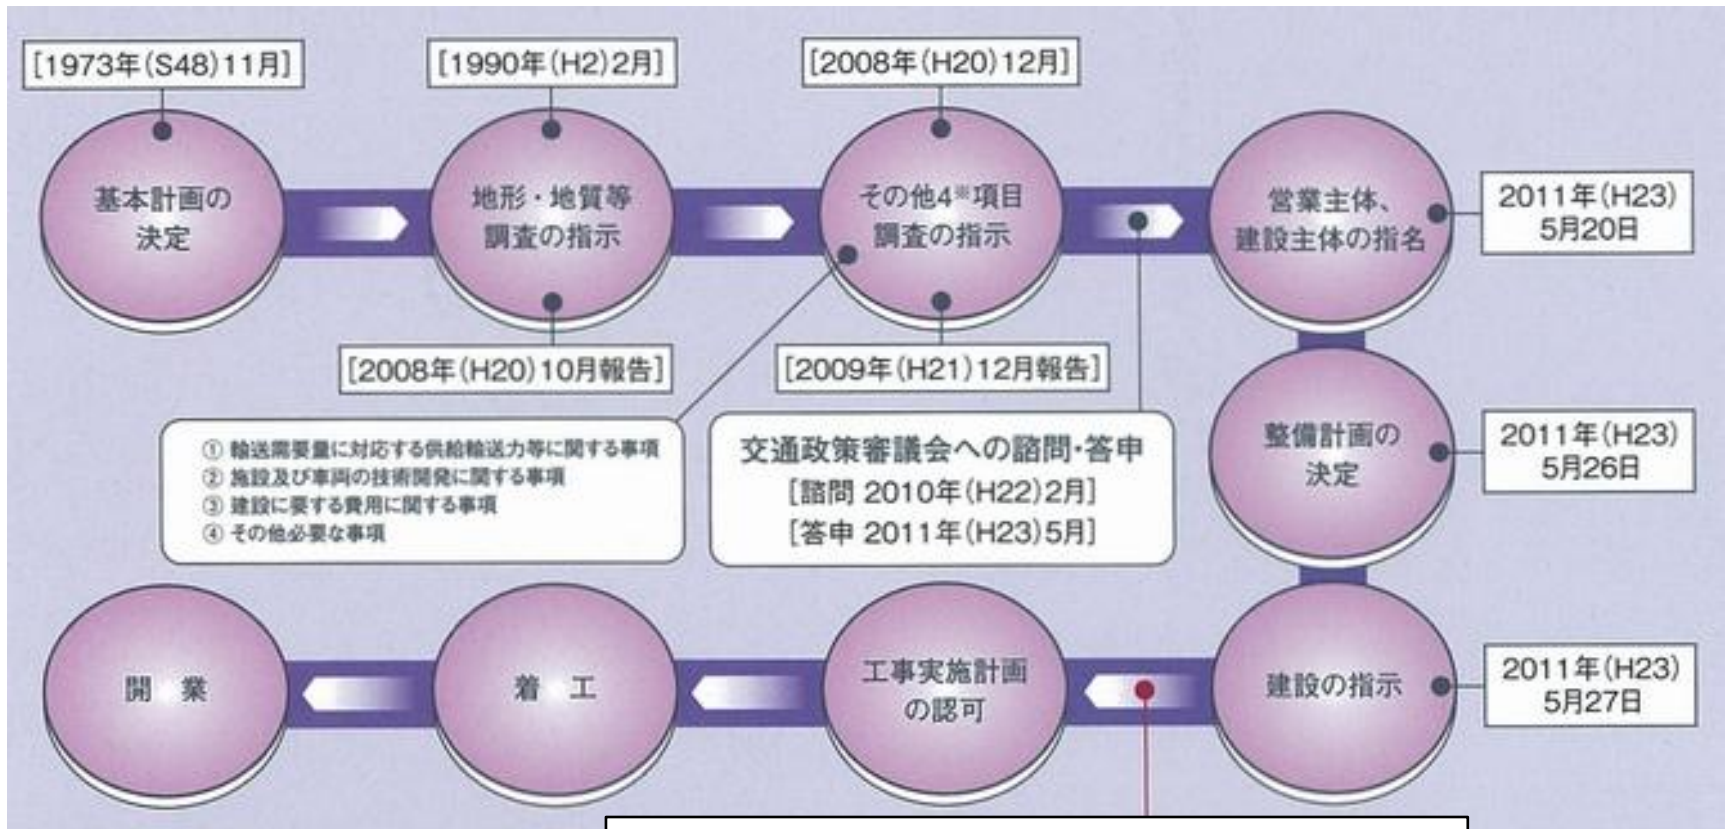 [1973年(S48)11月]
[1990年(H2)2月]
[2008年(H20)12月]
基本計画の
決定
地形・地質等
調査の指示
その他4※項目
調査の指示
営業主体、
建設主体の指名
2011年(H23)
5月20日
[2008年(H20)10月報告]
[2009年(H21)12月報告]
① 輸送需要量に対応する供給輸送力等に関する事項
② 施設及び車両の技術開発に関する事項
③ 建設に要する費用に関する事項
④ その他必要な事項
交通政策審議会への諮問・答申
[諮問 2010年(H22)2月]
[答申 2011年(H23)5月]
整備計画の
決定
2011年(H23)
5月26日
建設の指示
2011年(H23)
5月27日
工事実施計画
の認可
着 工
開 業